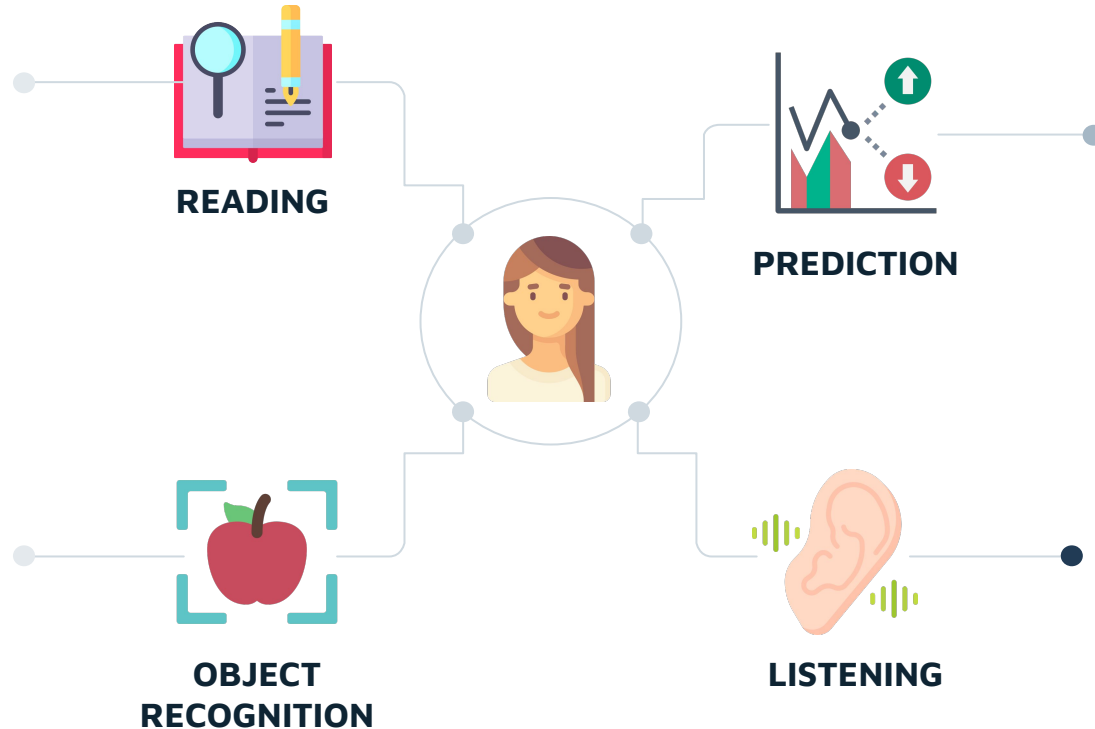 READING
PREDICTION
OBJECT
RECOGNITION
LISTENING